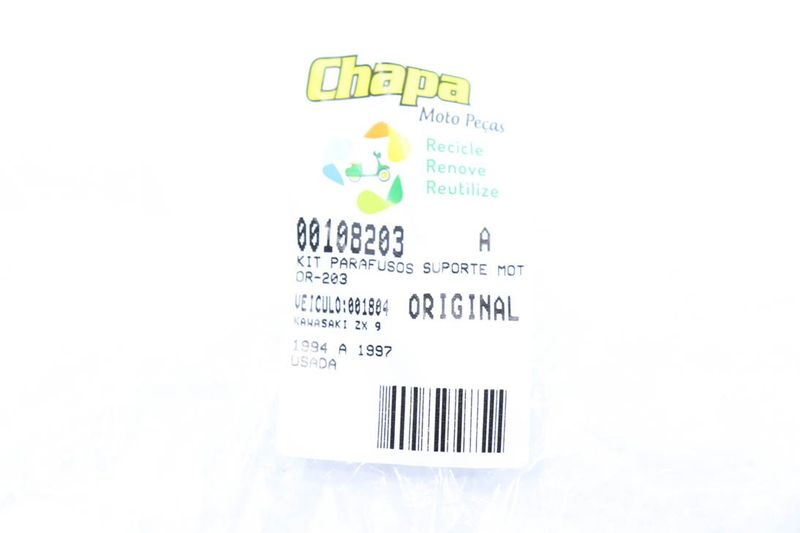 Chapa
Moto Peças
Recicle
Renove
Reutilize
00108203 A
KIT PARAFUSOS SUPORTE MOT
OR-203
VEICULO:001804 ORIGINAL
KAWASAKI ZX 9
1994 A 1997
USADA